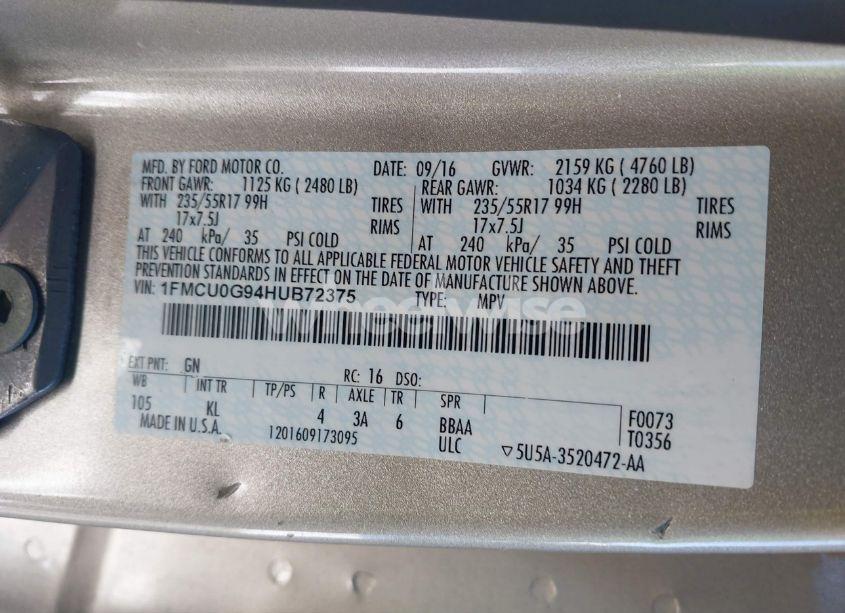 MFD. BY FORD MOTOR CO. DATE: 09/16 GVWR: 2159 KG ( 4760 LB)
FRONT GAWR: 1125 KG ( 2480 LB) REAR GAWR: 1034 KG ( 2280 LB)
WITH 235/55R17 99H TIRES WITH 235/55R17 99H TIRES
17x7.5J RIMS 17x7.5J RIMS
AT 240 kPa/ 35 PSI COLD AT 240 kPa/ 35 PSI COLD
THIS VEHICLE CONFORMS TO ALL APPLICABLE FEDERAL MOTOR VEHICLE SAFETY AND THEFT
PREVENTION STANDARDS IN EFFECT ON THE DATE OF MANUFACTURE SHOWN ABOVE.
VIN: 1FMCU0G94HUB72375 TYPE: MPV
wheelwise
EXT PNT: GN RC: 16 DSO:
WB INT TR TP/PS R AXLE TR SPR
105 KL 4 3A 6 BBAA F0073
MADE IN U.S.A. 1201609173095 ULC ▽5U5A-3520472-AA T0356